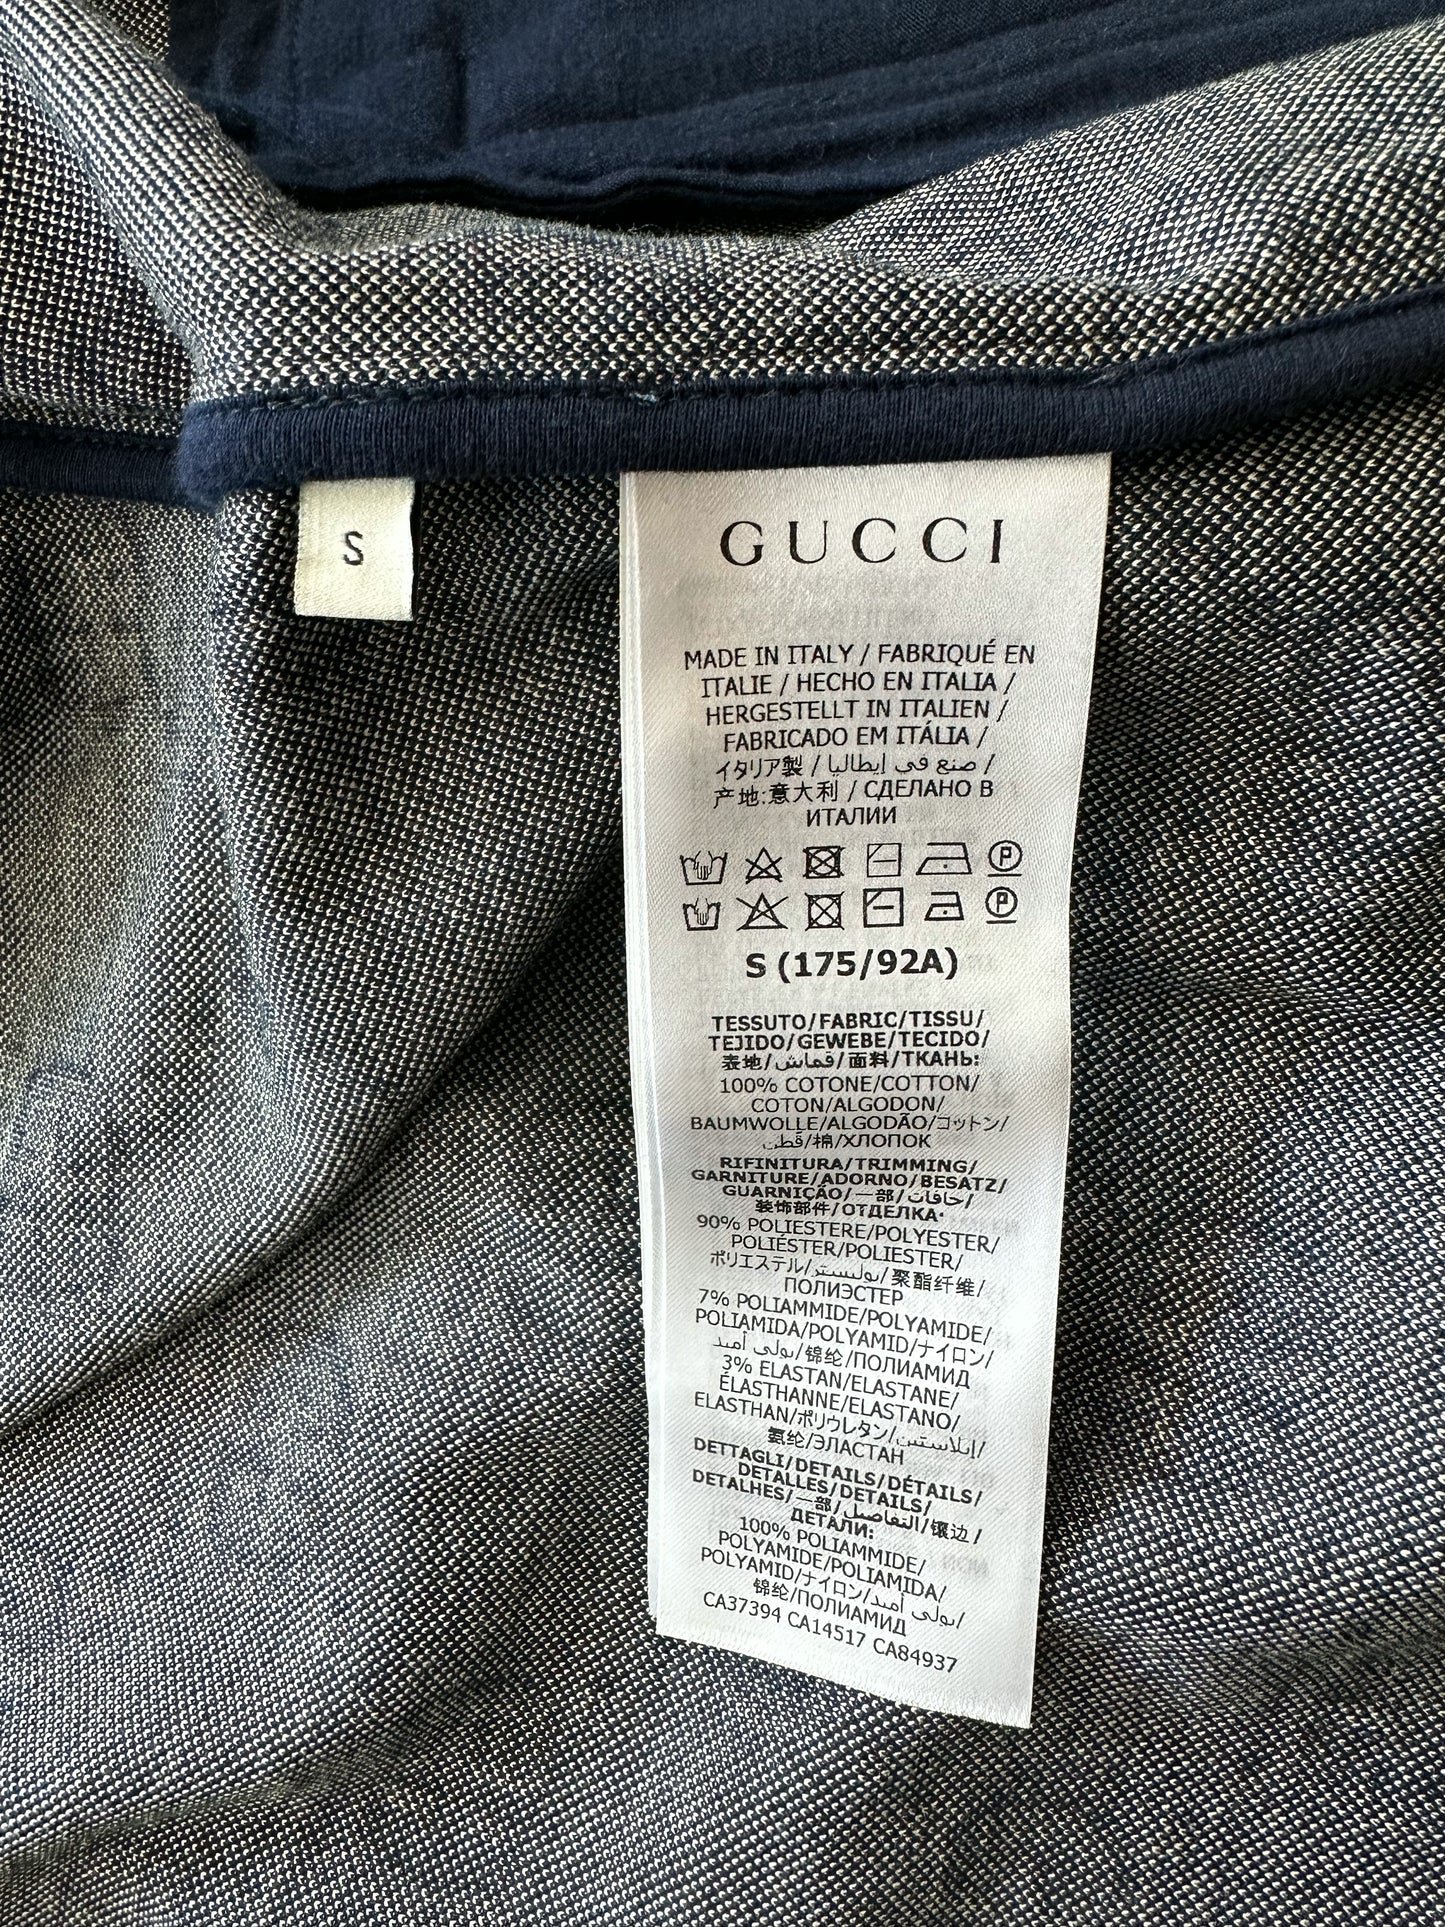 S
GUCCI
MADE IN ITALY / FABRIQUÉ EN
ITALIE / HECHO EN ITALIA /
HERGESTELLT IN ITALIEN /
FABRICADO EM ITÁLIA /
イタリア製 / صنع في إيطاليا /
产地:意大利 / СДЕЛАНО В
ИТАЛИИ
P
P
S (175/92A)
TESSUTO/FABRIC/TISSU/
TEJIDO/GEWEBE/TECIDO/
表地/قماش/面料/ТКАНЬ:
100% COTONE/COTTON/
COTON/ALGODON/
BAUMWOLLE/ALGODÃO/コットン/
قطن/棉/ХЛОПОК
RIFINITURA/TRIMMING/
GARNITURE/ADORNO/BESATZ/
GUARNIÇÃO/一部/حافات/
装饰部件/ОТДЕЛКА:
90% POLIESTERE/POLYESTER/
POLIÉSTER/POLIESTER/
ポリエステル/بوليستر/聚酯纤维/
ПОЛИЭСТЕР
7% POLIAMMIDE/POLYAMIDE/
POLIAMIDA/POLYAMID/ナイロン/
بولي أميد/锦纶/ПОЛИАМИД
3% ELASTAN/ELASTANE/
ÉLASTHANNE/ELASTANO/
ELASTHAN/ポリウレタン/إيلاستين/
氨纶/ЭЛАСТАН
DETTAGLI/DETAILS/DÉTAILS/
DETALLES/DETAILS/
DETALHES/一部/التفاصيل/镶边/
ДЕТАЛИ:
100% POLIAMMIDE/
POLYAMIDE/POLIAMIDA/
POLYAMID/ナイロン/بولي أميد/
锦纶/ПОЛИАМИД
CA37394 CA14517 CA84937